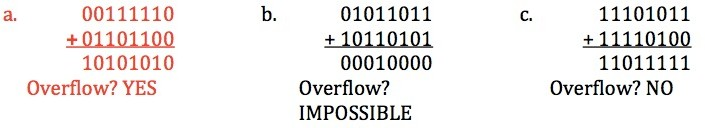 a. 00111110 b. 01011011 c. 11101011
+ 01101100 + 10110101 + 11110100
10101010 00010000 11011111
Overflow? YES Overflow? Overflow? NO
IMPOSSIBLE